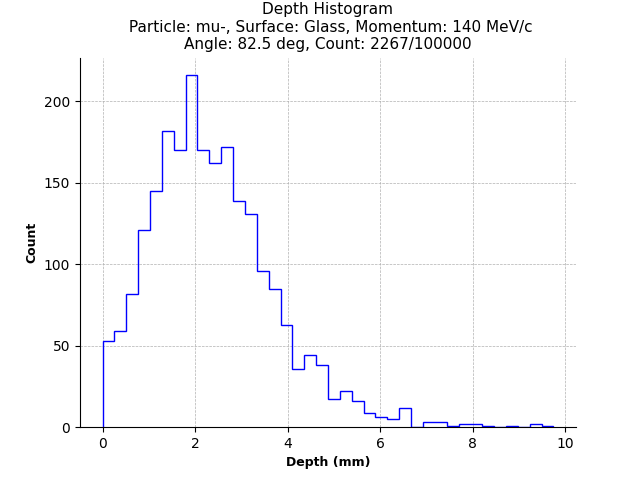 Depth Histogram
Particle: mu-, Surface: Glass, Momentum: 140 MeV/c
Angle: 82.5 deg, Count: 2267/100000
200
150
100
50
0
Count
0 2 4 6 8 10
Depth (mm)